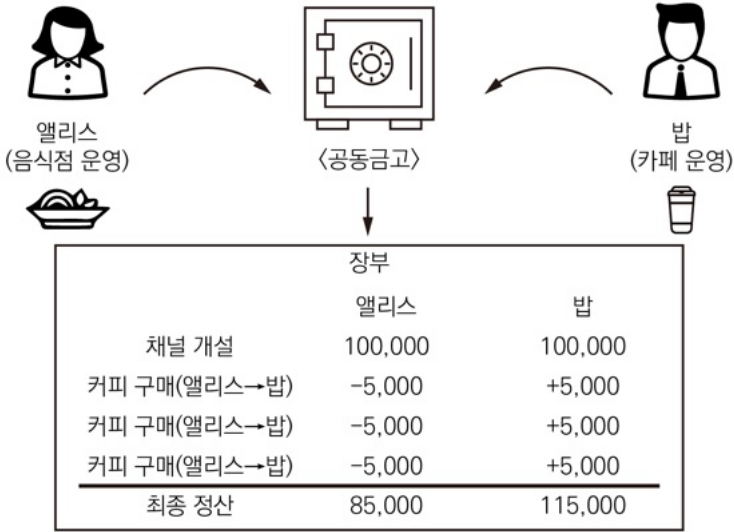 앨리스
(음식점 운영)
〈공동금고〉
밥
(카페 운영)
장부
앨리스 밥
채널 개설 100,000 100,000
커피 구매(앨리스→밥) -5,000 +5,000
커피 구매(앨리스→밥) -5,000 +5,000
커피 구매(앨리스→밥) -5,000 +5,000
최종 정산 85,000 115,000